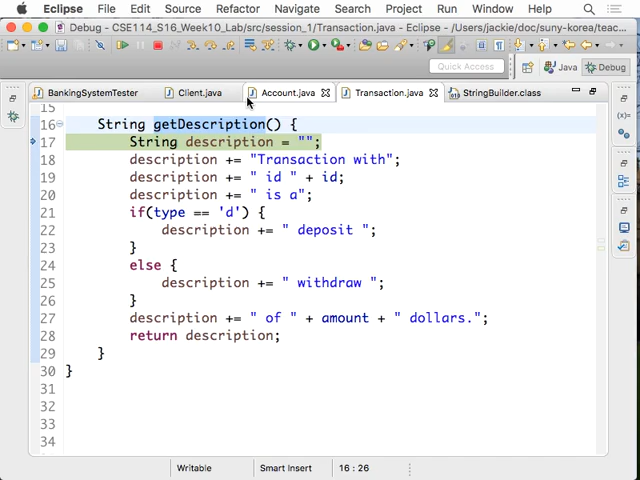 Eclipse File Edit Source Refactor Navigate Search Project Run Window Help
Debug - CSE114_S16_Week10_Lab/src/session_1/Transaction.java - Eclipse - /Users/jackie/doc/suny-korea/teac...
Quick Access
Java
Debug
BankingSystemTester
Client.java
Account.java
Transaction.java
StringBuilder.class
15
16 String getDescription() {
17 String description = "";
18 description += "Transaction with";
19 description += " id " + id;
20 description += " is a";
21 if(type == 'd') {
22 description += " deposit ";
23 }
24 else {
25 description += " withdraw ";
26 }
27 description += " of " + amount + " dollars.";
28 return description;
29 }
30 }
31
32
33
34
Writable
Smart Insert
16 : 26